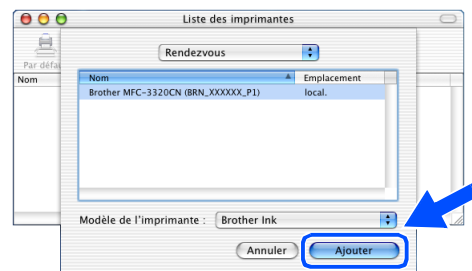 Liste des imprimantes
Rendezvous
Par défau
Nom
Nom Emplacement
Brother MFC-3320CN (BRN_XXXXXX_P1) local.
Modèle de l'imprimante : Brother Ink
Annuler Ajouter